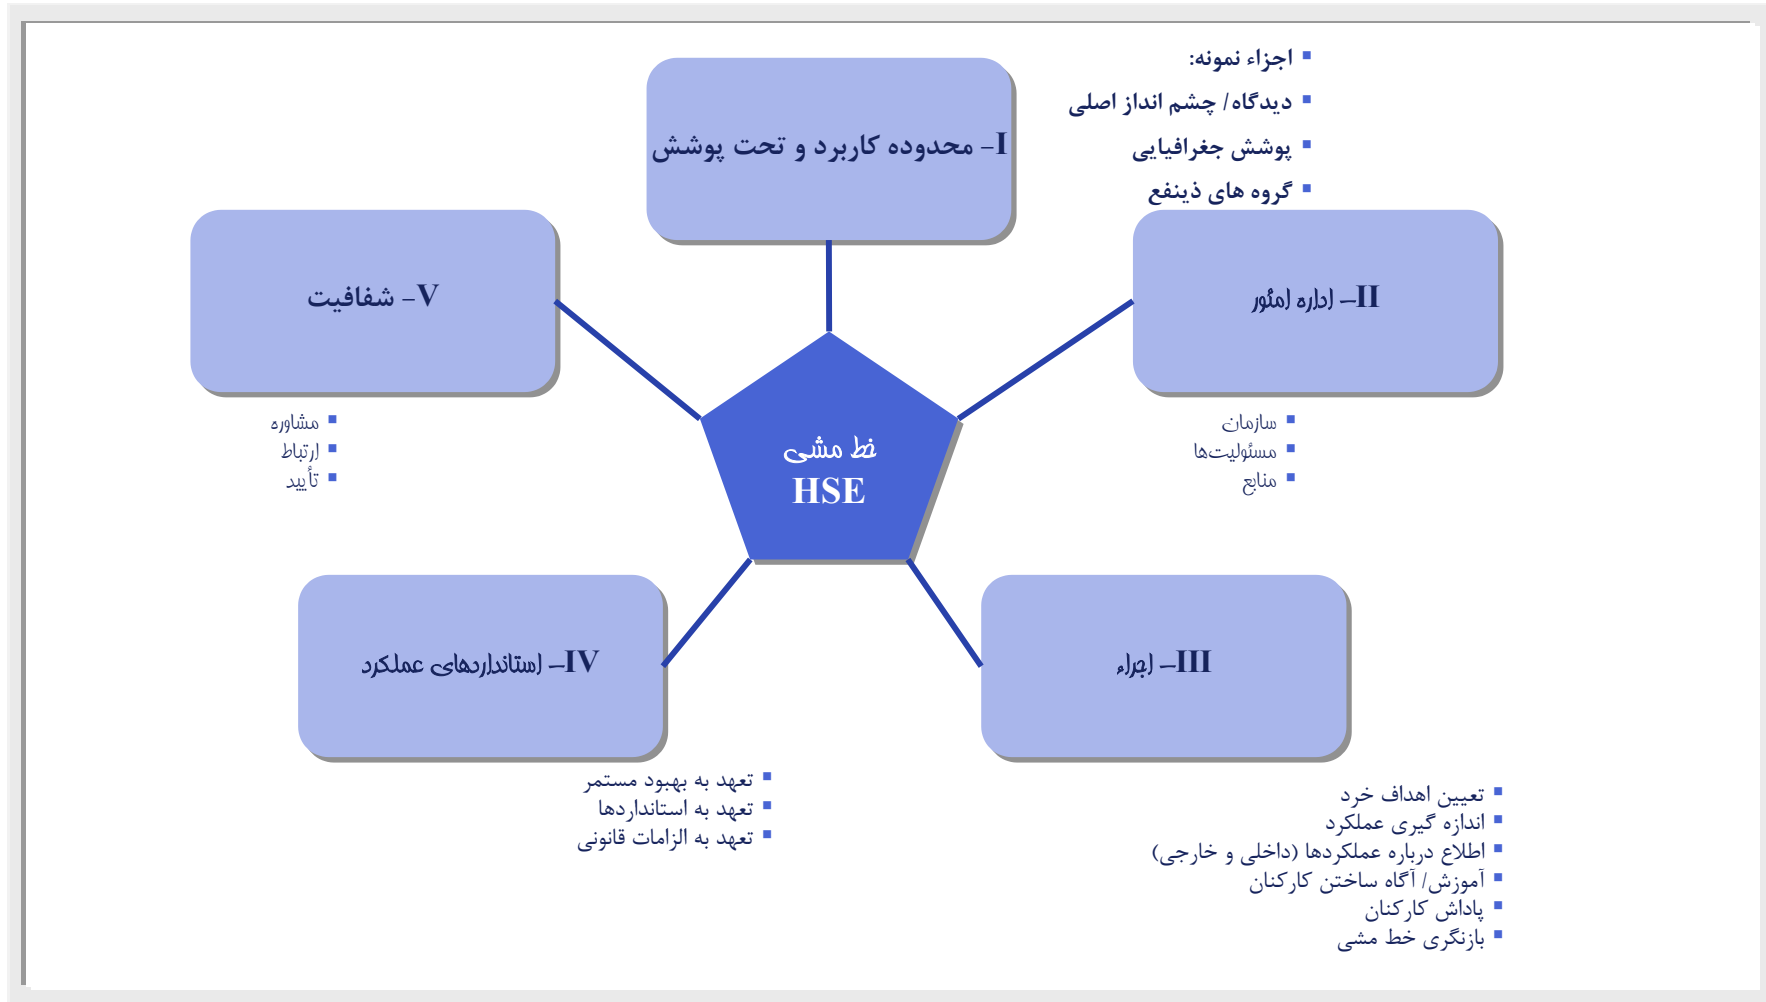 I– محدوده کاربرد و تحت پوشش
اجزاء نمونه:
دیدگاه/ چشم انداز اصلی
پوشش جغرافیایی
گروه های ذینفع
II– اداره امئور
سازمان
مسئولیت‌ها
منابع
III– اجراء
تعیین اهداف خرد
اندازه گیری عملکرد
اطلاع درباره عملکردها (داخلی و خارجی)
آموزش/ آگاه ساختن کارکنان
پاداش کارکنان
بازنگری خط مشی
IV– استانداردهای عملکرد
تعهد به بهبود مستمر
تعهد به استانداردها
تعهد به الزامات قانونی
V– شفافیت
مشاوره
ارتباط
تأیید
خط مشی
HSE